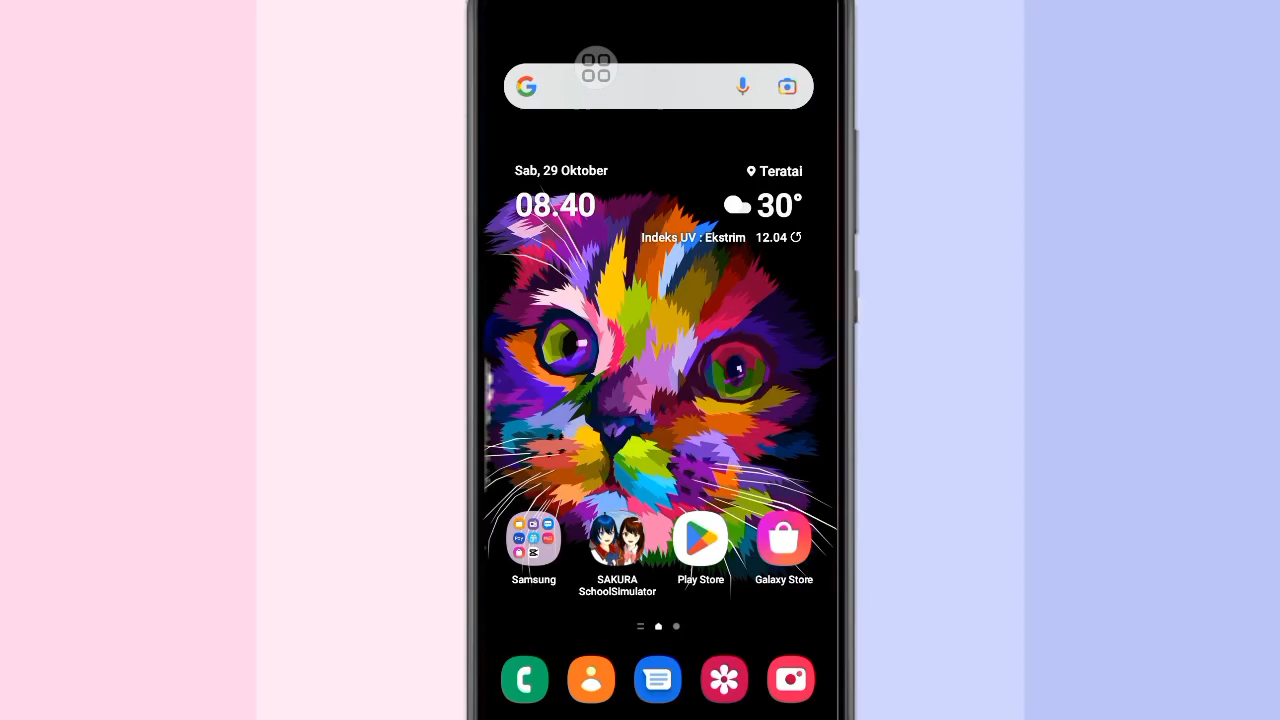 Sab, 29 Oktober
Teratai
08.40
30°
Indeks UV : Ekstrim 12.04
Samsung
SAKURA
SchoolSimulator
Play Store
Galaxy Store